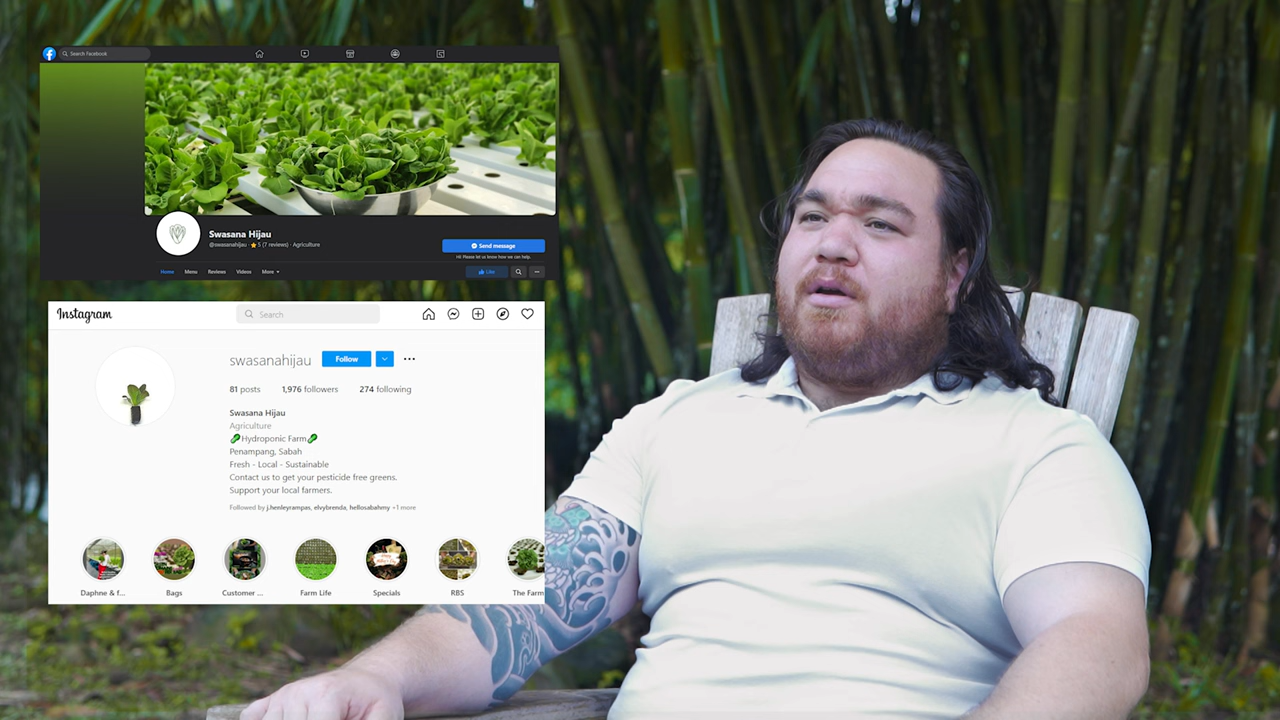 Search Facebook
Swasana Hijau
@swasanahijau · 5 (7 reviews) · Agriculture
Send message
Hi! Please let us know how we can help.
Home Menu Reviews Videos More
Like
Instagram
Search
swasanahijau Follow
81 posts 1,976 followers 274 following
Swasana Hijau
Agriculture
Hydroponic Farm
Penampang, Sabah
Fresh - Local - Sustainable
Contact us to get your pesticide free greens.
Support your local farmers.
Followed by j.henleyrampas, elvybrenda, hellosabahmy +1 more
Daphne & f... Bags Customer ... Farm Life Specials RBS The Farm